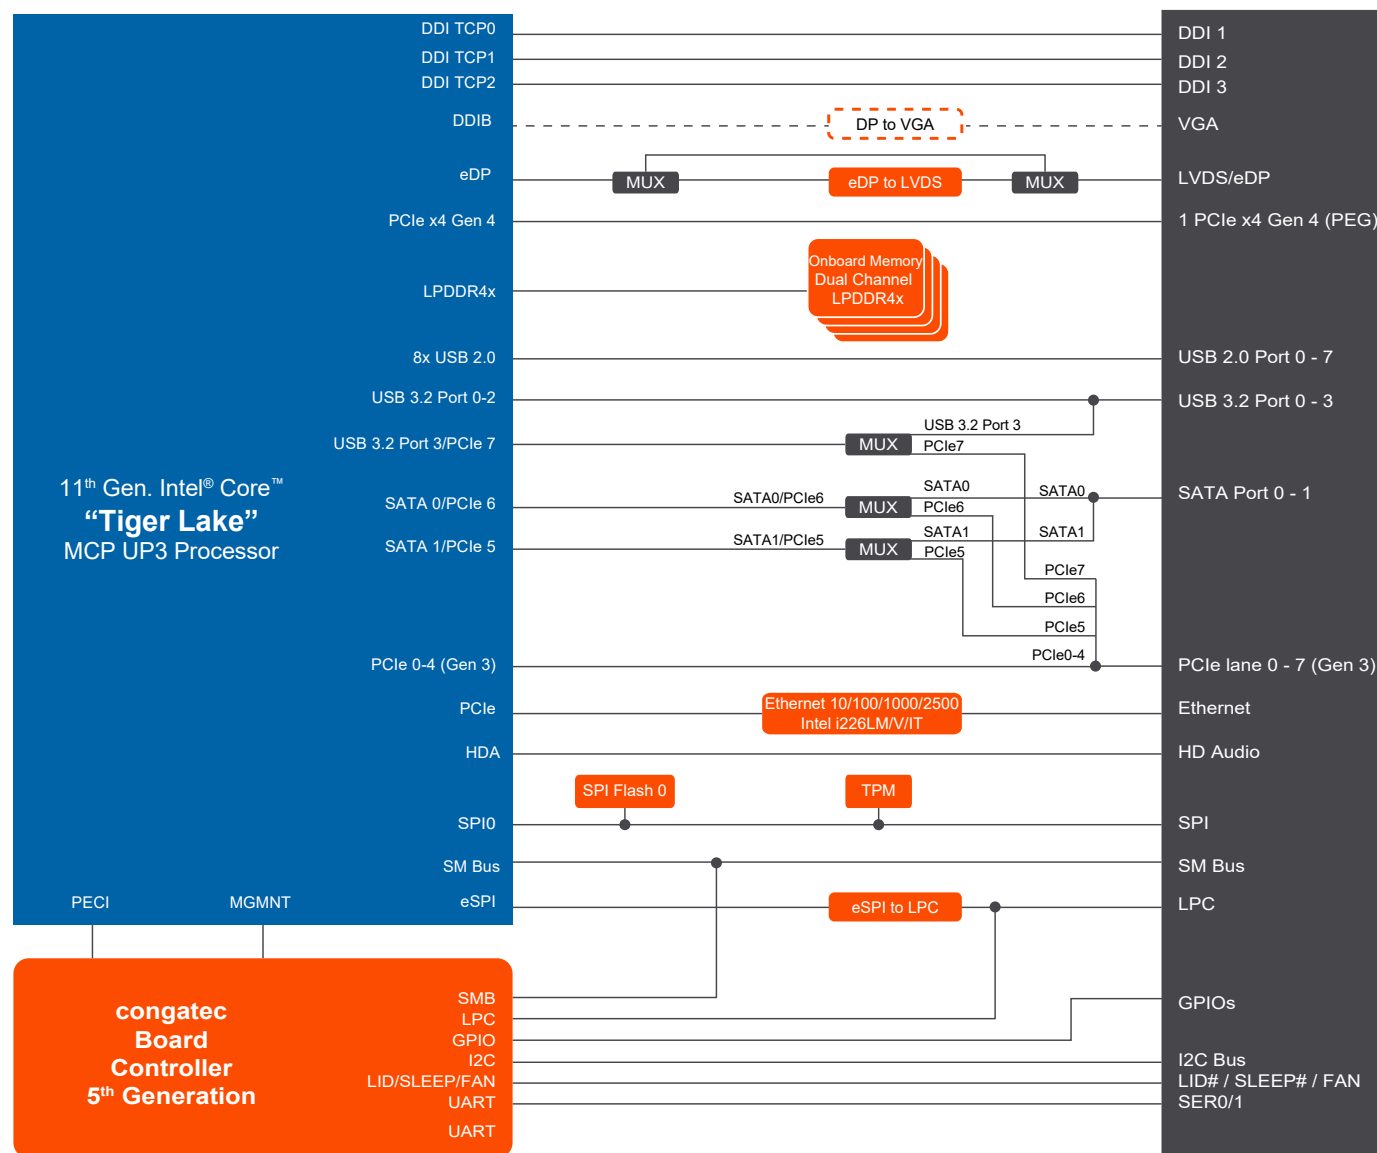 DDI TCP0
DDI 1
DDI TCP1
DDI 2
DDI TCP2
DDI 3
DDIB
DP to VGA
VGA
eDP
MUX
eDP to LVDS
MUX
LVDS/eDP
PCIe x4 Gen 4
1 PCIe x4 Gen 4 (PEG)
Onboard Memory
Dual Channel
LPDDR4x
LPDDR4x
8x USB 2.0
USB 2.0 Port 0 - 7
USB 3.2 Port 0-2
USB 3.2 Port 0 - 3
USB 3.2 Port 3/PCIe 7
MUX
USB 3.2 Port 3
PCIe7
11th Gen. Intel® Core™
“Tiger Lake”
MCP UP3 Processor
SATA 0/PCIe 6
SATA0/PCIe6
MUX
SATA0
PCIe6
SATA0
SATA Port 0 - 1
SATA 1/PCIe 5
SATA1/PCIe5
MUX
SATA1
PCIe5
SATA1
PCIe7
PCIe6
PCIe5
PCIe0-4
PCIe 0-4 (Gen 3)
PCIe lane 0 - 7 (Gen 3)
PCIe
Ethernet 10/100/1000/2500
Intel i226LM/V/IT
Ethernet
HDA
HD Audio
SPI Flash 0
TPM
SPI0
SPI
SM Bus
SM Bus
PECI
MGMNT
eSPI
eSPI to LPC
LPC
congatec
Board
Controller
5th Generation
SMB
LPC
GPIO
GPIOs
I2C
I2C Bus
LID/SLEEP/FAN
LID# / SLEEP# / FAN
UART
SER0/1
UART